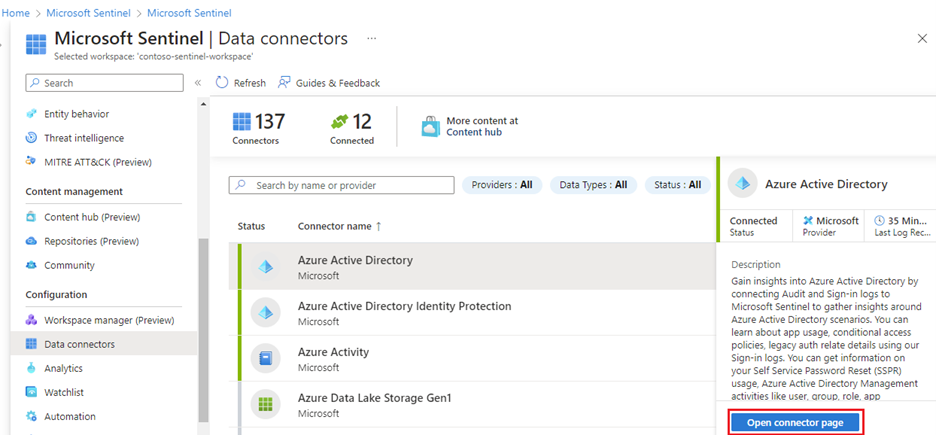 Home > Microsoft Sentinel > Microsoft Sentinel
Microsoft Sentinel | Data connectors ...
Selected workspace: 'contoso-sentinel-workspace'
Search
«
Refresh
Guides & Feedback
Entity behavior
Threat intelligence
MITRE ATT&CK (Preview)
Content management
Content hub (Preview)
Repositories (Preview)
Community
Configuration
Workspace manager (Preview)
Data connectors
Analytics
Watchlist
Automation
137
Connectors
12
Connected
More content at
Content hub
Search by name or provider
Providers : All
Data Types : All
Status : All
Status
Connector name ↑
Azure Active Directory
Microsoft
Azure Active Directory Identity Protection
Microsoft
Azure Activity
Microsoft
Azure Data Lake Storage Gen1
Microsoft
Azure Active Directory
Connected
Status
Microsoft
Provider
35 Min...
Last Log Rec...
Description
Gain insights into Azure Active Directory by
connecting Audit and Sign-in logs to
Microsoft Sentinel to gather insights around
Azure Active Directory scenarios. You can
learn about app usage, conditional access
policies, legacy auth relate details using our
Sign-in logs. You can get information on
your Self Service Password Reset (SSPR)
usage, Azure Active Directory Management
activities like user, group, role, app
Open connector page